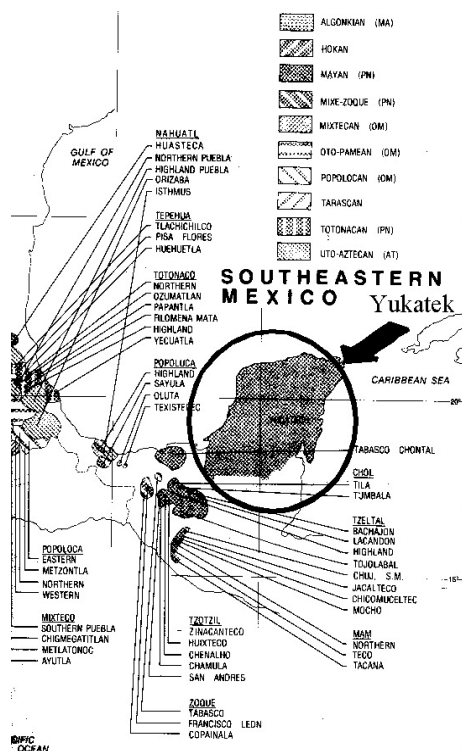 ALGONKIAN (MA)
HOKAN
MAYAN (PN)
MIXE-ZOQUE (PN)
MIXTECAN (OM)
OTO-PAMEAN (OM)
POPOLOCAN (OM)
TARASCAN
TOTONACAN (PN)
UTO-AZTECAN (AT)
SOUTHEASTERN
MEXICO
Yukatek
GULF OF
MEXICO
CARIBBEAN SEA
20°
15°
NAHUATL
HUASTECA
NORTHERN PUEBLA
HIGHLAND PUEBLA
ORIZABA
ISTHMUS
TEPEHUA
TLACHICHILCO
PISA FLORES
HUEHUETLA
TOTONACO
NORTHERN
OZUMATLAN
PAPANTLA
FILOMENA MATA
HIGHLAND
YECUATLA
POPOLUCA
HIGHLAND
SAYULA
OLUTA
TEXISTEPEC
TABASCO CHONTAL
CHOL
TILA
TUMBALA
TZELTAL
BACHAJON
LACANDON
HIGHLAND
TOJOLABAL
CHUJ, S.M.
JACALTECO
CHICOMUCELTEC
MOCHO
MAM
NORTHERN
TECO
TACANA
POPOLOCA
EASTERN
METZONTLA
NORTHERN
WESTERN
MIXTECO
SOUTHERN PUEBLA
CHIGMECATITLAN
METLATONOC
AYUTLA
TZOTZIL
ZINACANTECO
HUIXTECO
CHENALHO
CHAMULA
SAN ANDRES
ZOQUE
TABASCO
FRANCISCO LEON
COPAINALA
IFIC
OCEAN